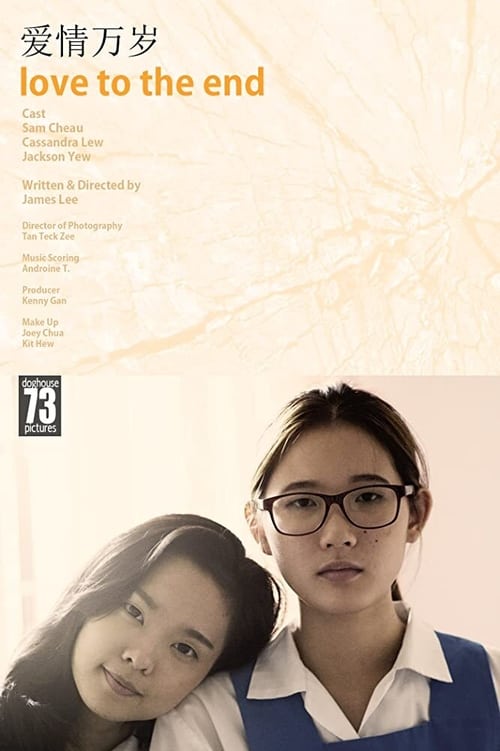 爱情万岁
love to the end
Cast
Sam Cheau
Cassandra Lew
Jackson Yew
Written & Directed by
James Lee
Director of Photography
Tan Teck Zee
Music Scoring
Androine T.
Producer
Kenny Gan
Make Up
Joey Chua
Kit Hew
doghouse
73
pictures